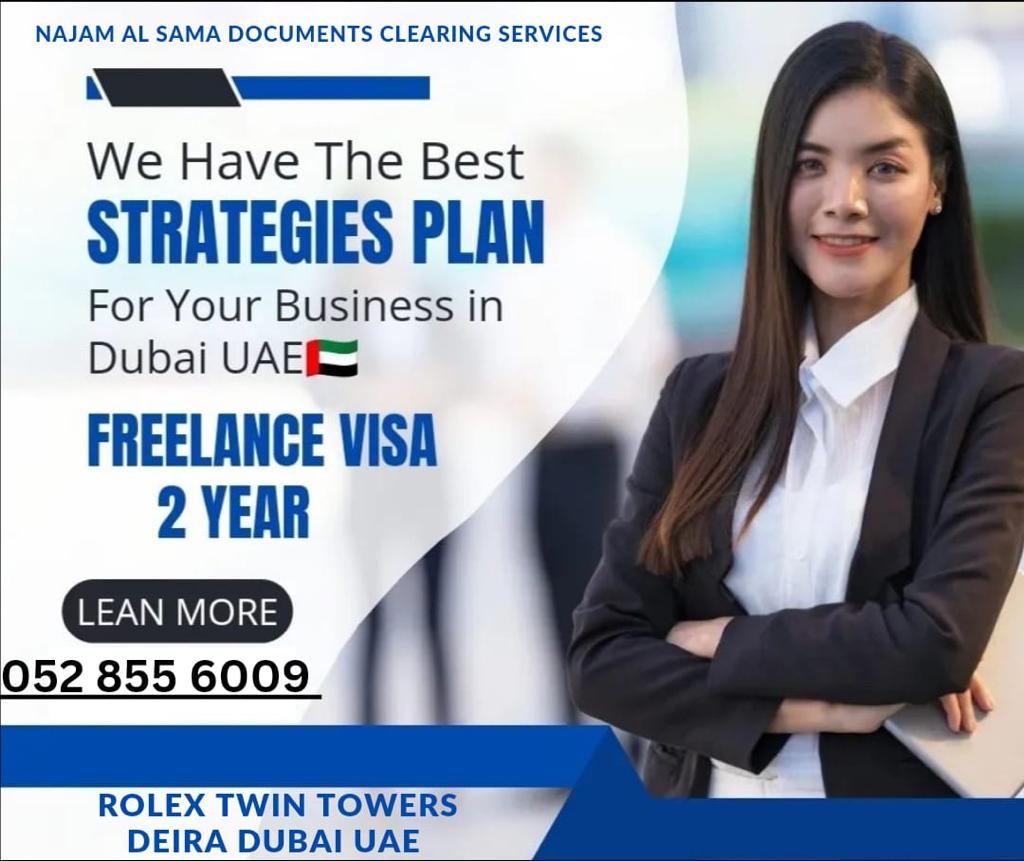 NAJAM AL SAMA DOCUMENTS CLEARING SERVICES
We Have The Best
STRATEGIES PLAN
For Your Business in
Dubai UAE🇦🇪
FREELANCE VISA
2 YEAR
LEAN MORE
052 855 6009
ROLEX TWIN TOWERS
DEIRA DUBAI UAE